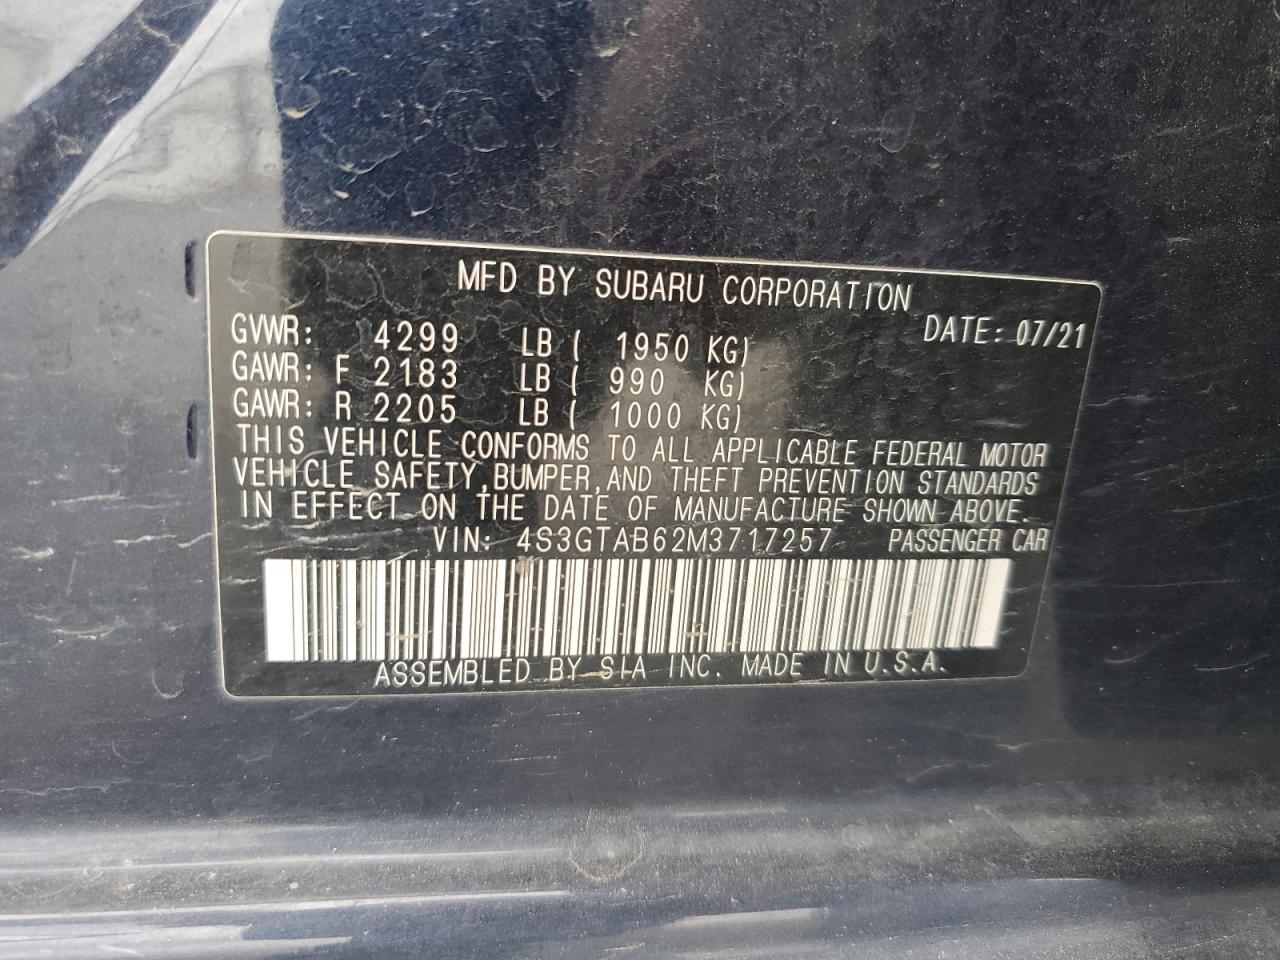 MFD BY SUBARU CORPORATION
DATE: 07/21
GVWR: 4299 LB ( 1950 KG)
GAWR: F 2183 LB ( 990 KG)
GAWR: R 2205 LB ( 1000 KG)
THIS VEHICLE CONFORMS TO ALL APPLICABLE FEDERAL MOTOR
VEHICLE SAFETY,BUMPER,AND THEFT PREVENTION STANDARDS
IN EFFECT ON THE DATE OF MANUFACTURE SHOWN ABOVE.
VIN: 4S3GTAB62M3717257 PASSENGER CAR
ASSEMBLED BY SIA INC. MADE IN U.S.A.